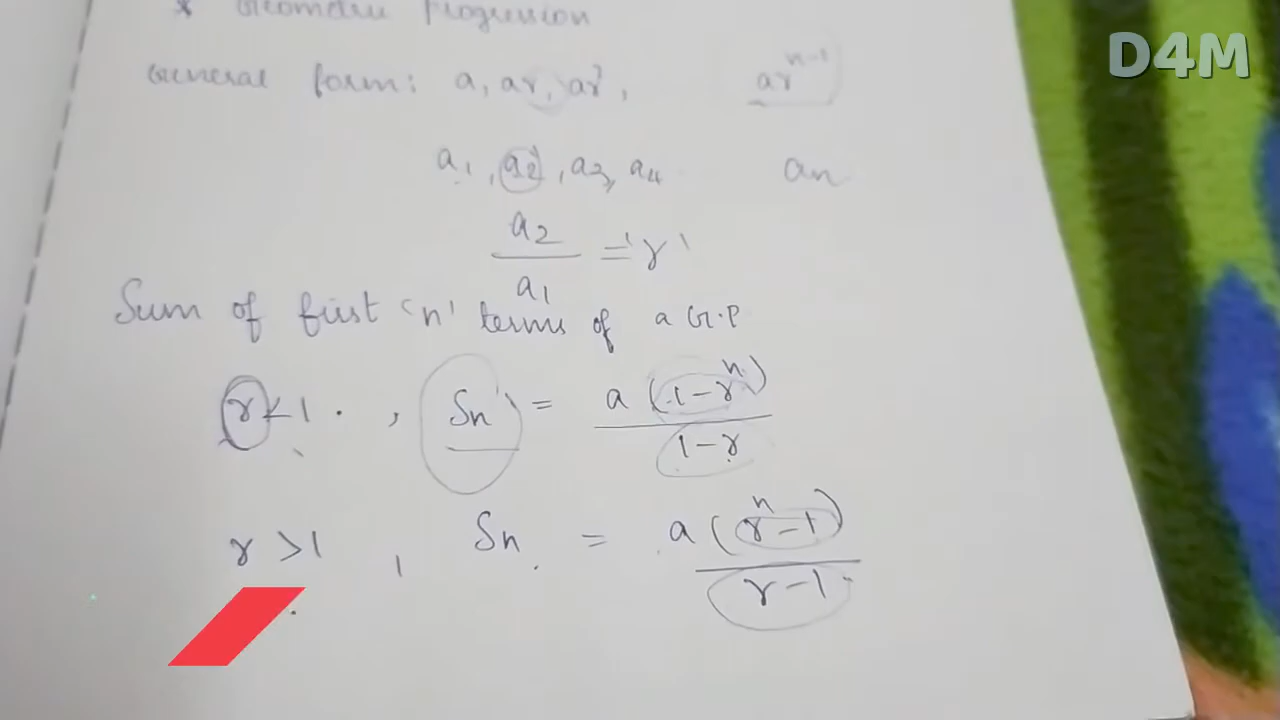 D4M
* Geometric Progression
General form: a, ar, ar², ar^(n-1)
a₁, a₂, a₃, a₄ aₙ
a₂/a₁ = 'r'
Sum of first 'n' terms of a G.P
r < 1 , Sₙ = a(1-rⁿ)/(1-r)
r > 1 , Sₙ = a(rⁿ-1)/(r-1)